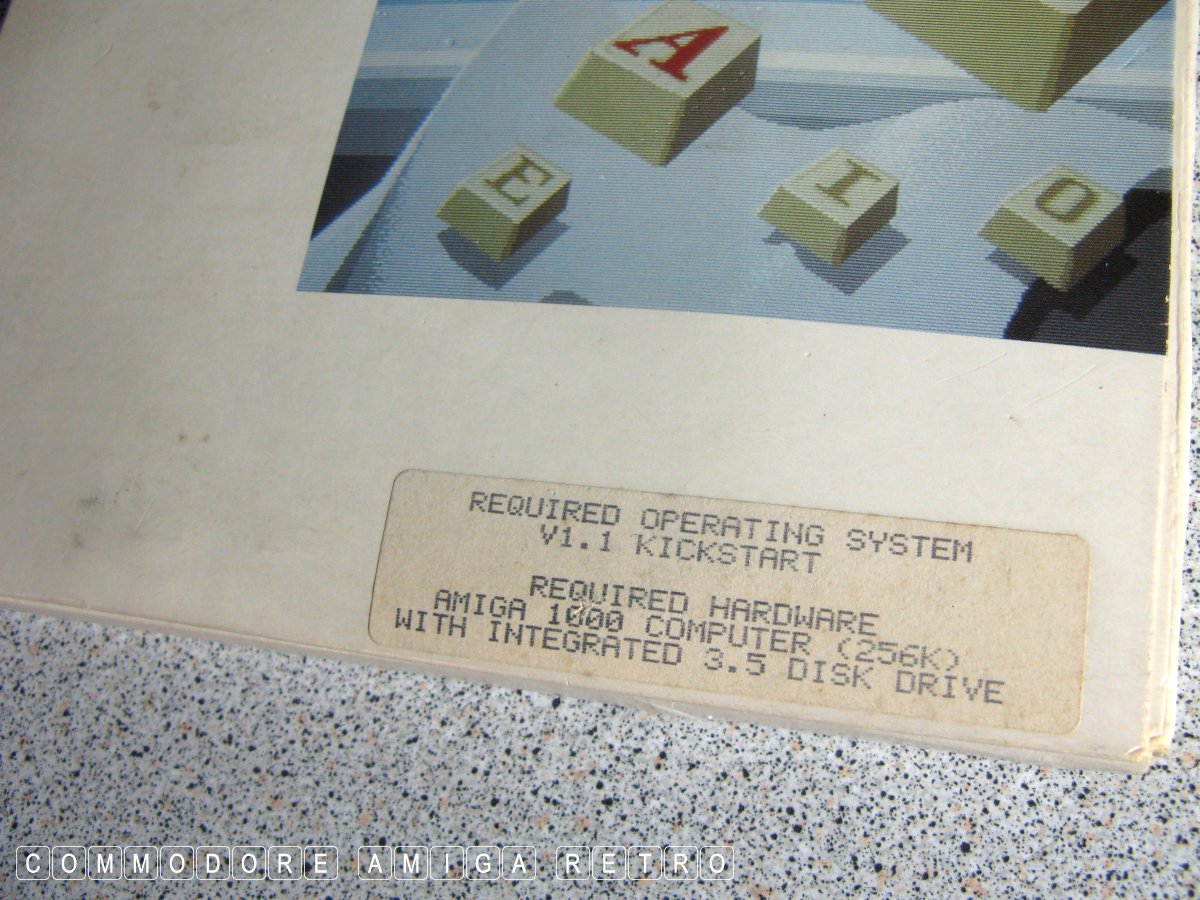 A
E
I
O
REQUIRED OPERATING SYSTEM
V1.1 KICKSTART
REQUIRED HARDWARE
AMIGA 1000 COMPUTER (256K)
WITH INTEGRATED 3.5 DISK DRIVE
COMMODORE AMIGA RETRO